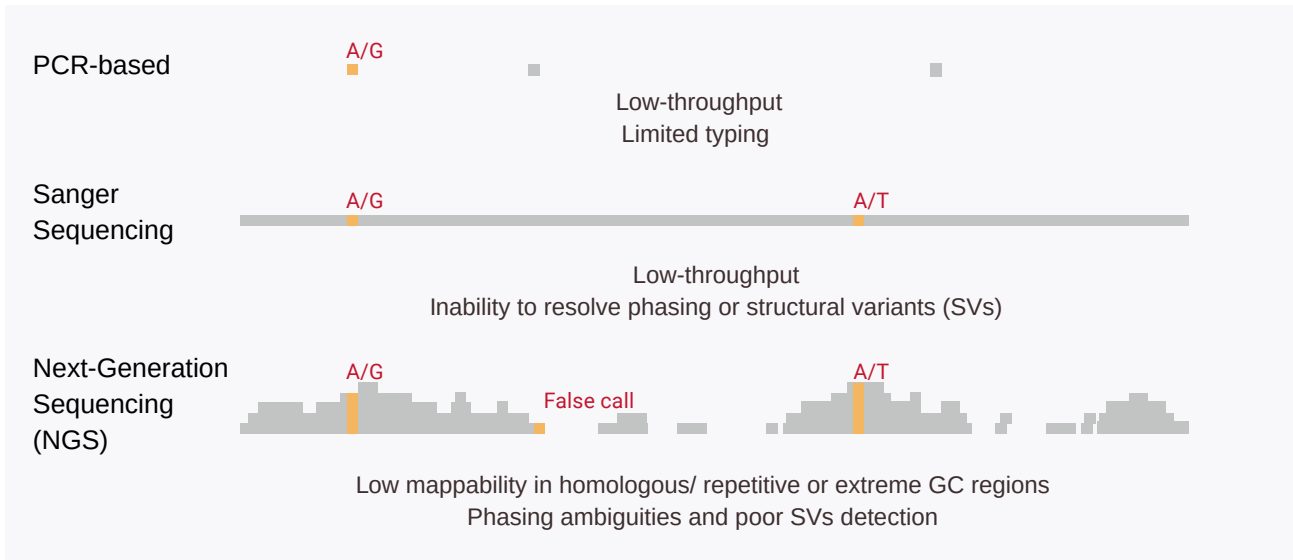 A/G
PCR-based
Low-throughput
Limited typing
Sanger
Sequencing
A/G
A/T
Low-throughput
Inability to resolve phasing or structural variants (SVs)
Next-Generation
Sequencing
(NGS)
A/G
False call
A/T
Low mappability in homologous/ repetitive or extreme GC regions
Phasing ambiguities and poor SVs detection